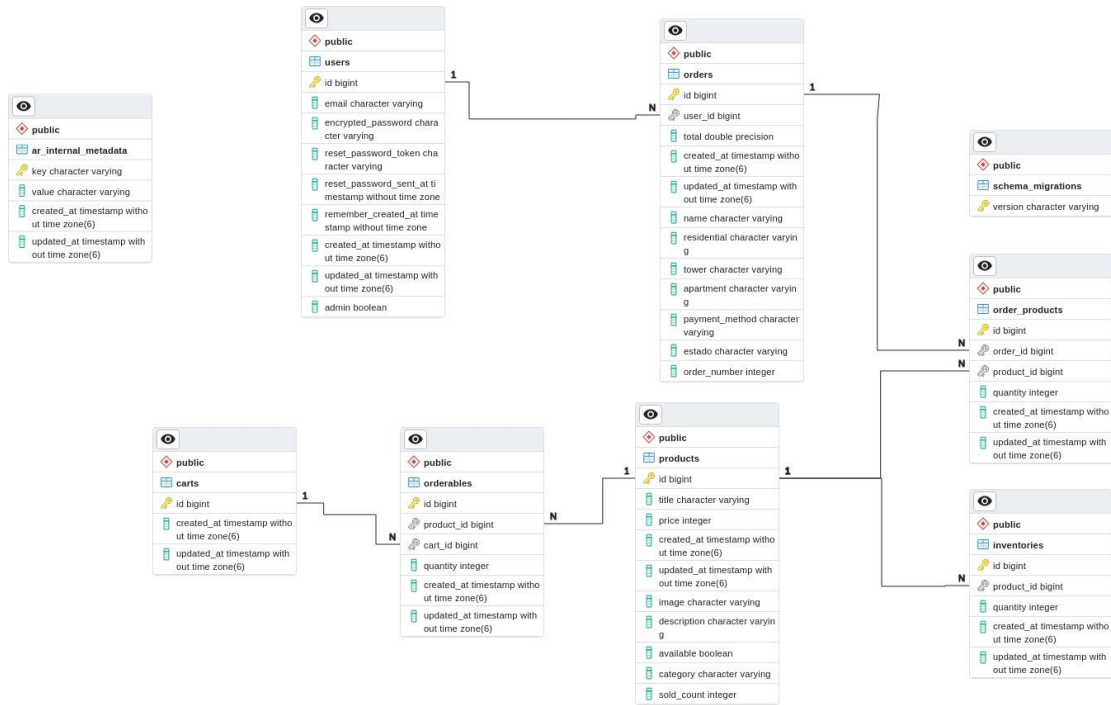 public
users
id bigint
email character varying
encrypted_password chara
cter varying
reset_password_token cha
racter varying
reset_password_sent_at ti
mestamp without time zone
remember_created_at time
stamp without time zone
created_at timestamp witho
ut time zone(6)
updated_at timestamp with
out time zone(6)
admin boolean
1
N
public
orders
id bigint
user_id bigint
total double precision
created_at timestamp witho
ut time zone(6)
updated_at timestamp with
out time zone(6)
name character varying
residential character varyin
g
tower character varying
apartment character varyin
g
payment_method character
varying
estado character varying
order_number integer
1
N
public
ar_internal_metadata
key character varying
value character varying
created_at timestamp witho
ut time zone(6)
updated_at timestamp with
out time zone(6)
public
schema_migrations
version character varying
public
order_products
id bigint
order_id bigint
product_id bigint
quantity integer
created_at timestamp witho
ut time zone(6)
updated_at timestamp with
out time zone(6)
N
public
carts
id bigint
created_at timestamp witho
ut time zone(6)
updated_at timestamp with
out time zone(6)
1
N
public
orderables
id bigint
product_id bigint
cart_id bigint
quantity integer
created_at timestamp witho
ut time zone(6)
updated_at timestamp with
out time zone(6)
N
1
public
products
id bigint
title character varying
price integer
created_at timestamp witho
ut time zone(6)
updated_at timestamp with
out time zone(6)
image character varying
description character varyin
g
available boolean
category character varying
sold_count integer
1
N
public
inventories
id bigint
product_id bigint
quantity integer
created_at timestamp witho
ut time zone(6)
updated_at timestamp with
out time zone(6)